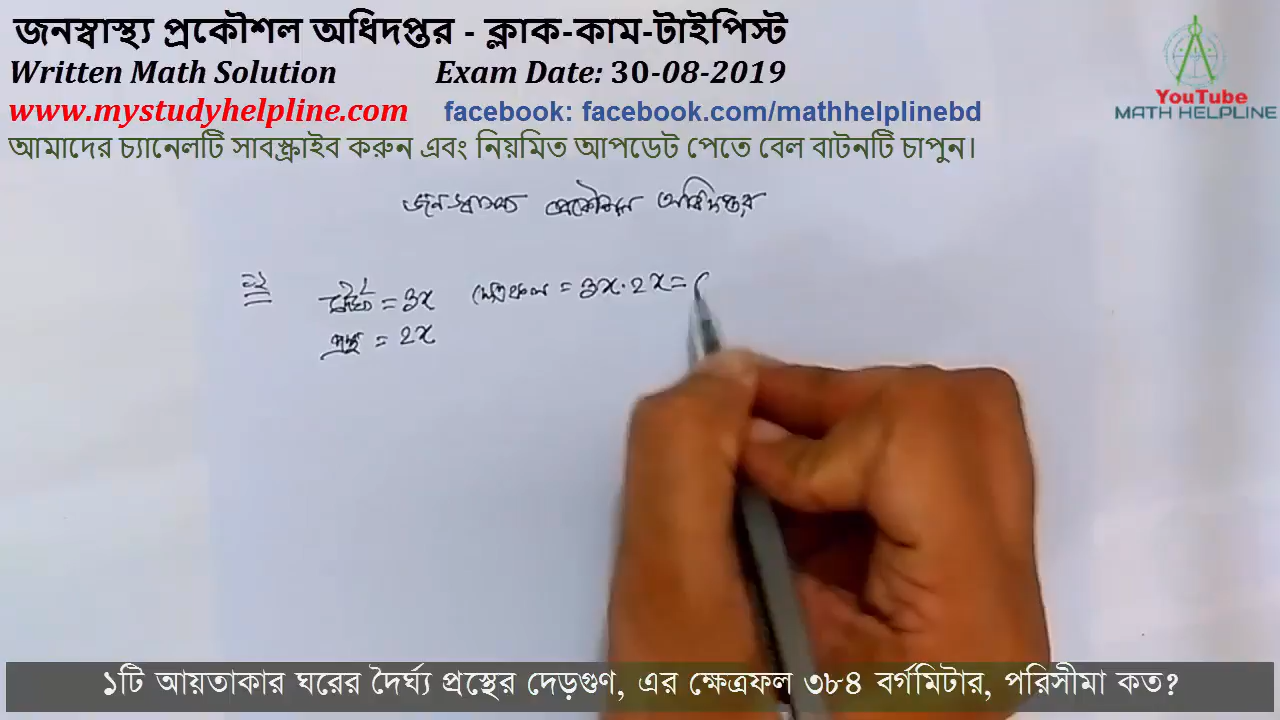 জনস্বাস্থ্য প্রকৌশল অধিদপ্তর - ক্লাক-কাম-টাইপিস্ট
Written Math Solution Exam Date: 30-08-2019
www.mystudyhelpline.com facebook: facebook.com/mathhelplinebd
YouTube
MATH HELPLINE
আমাদের চ্যানেলটি সাবস্ক্রাইব করুন এবং নিয়মিত আপডেট পেতে বেল বাটনটি চাপুন।
জনস্বাস্থ্য প্রকৌশল অধিদপ্তর
১২
দৈর্ঘ্য = 3x ক্ষেত্রফল = 3x·2x =
প্রস্থ = 2x
১টি আয়তাকার ঘরের দৈর্ঘ্য প্রস্থের দেড়গুণ, এর ক্ষেত্রফল ৩৮৪ বর্গমিটার, পরিসীমা কত?